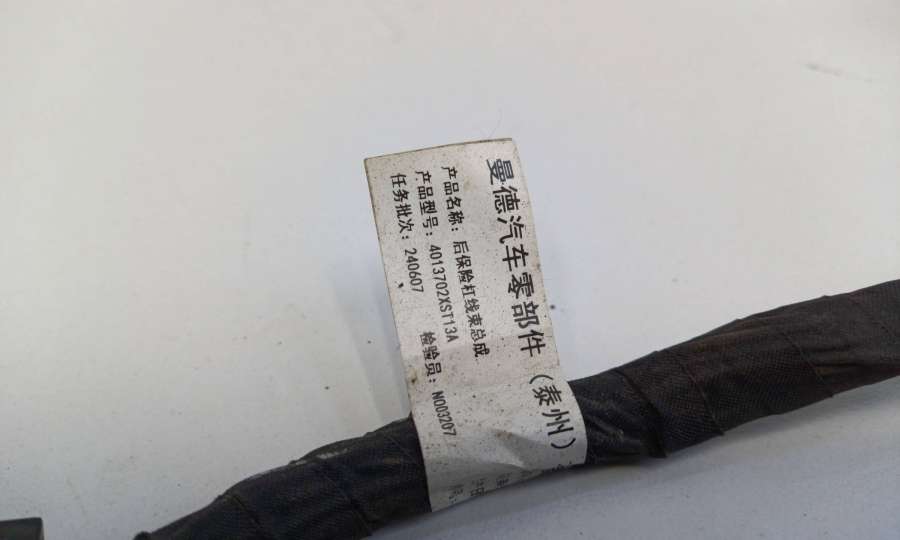 曼德汽车零部件（泰州）
产品名称：后保险杠线束总成
产品型号：4013702XST13A
任务批次：240607 检验员：N003207